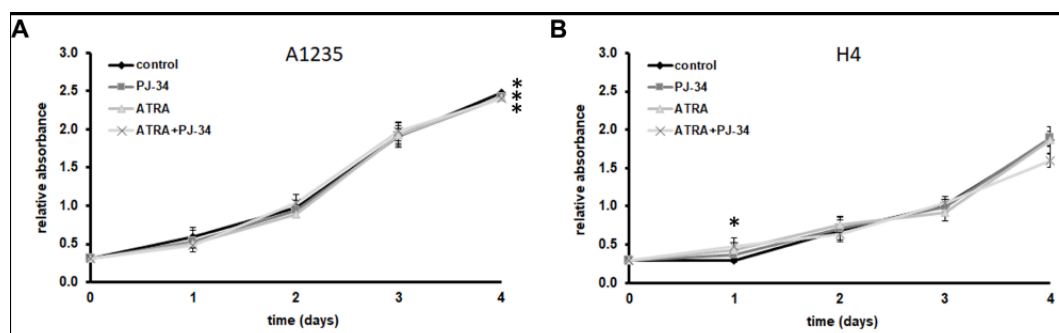 A
A1235
3.0
2.5
2.0
1.5
1.0
0.5
0.0
relative absorbance
control
PJ-34
ATRA
ATRA+PJ-34
*
*
*
0 1 2 3 4
time (days)
B
H4
3.0
2.5
2.0
1.5
1.0
0.5
0.0
relative absorbance
control
PJ-34
ATRA
ATRA+PJ-34
*
0 1 2 3 4
time (days)